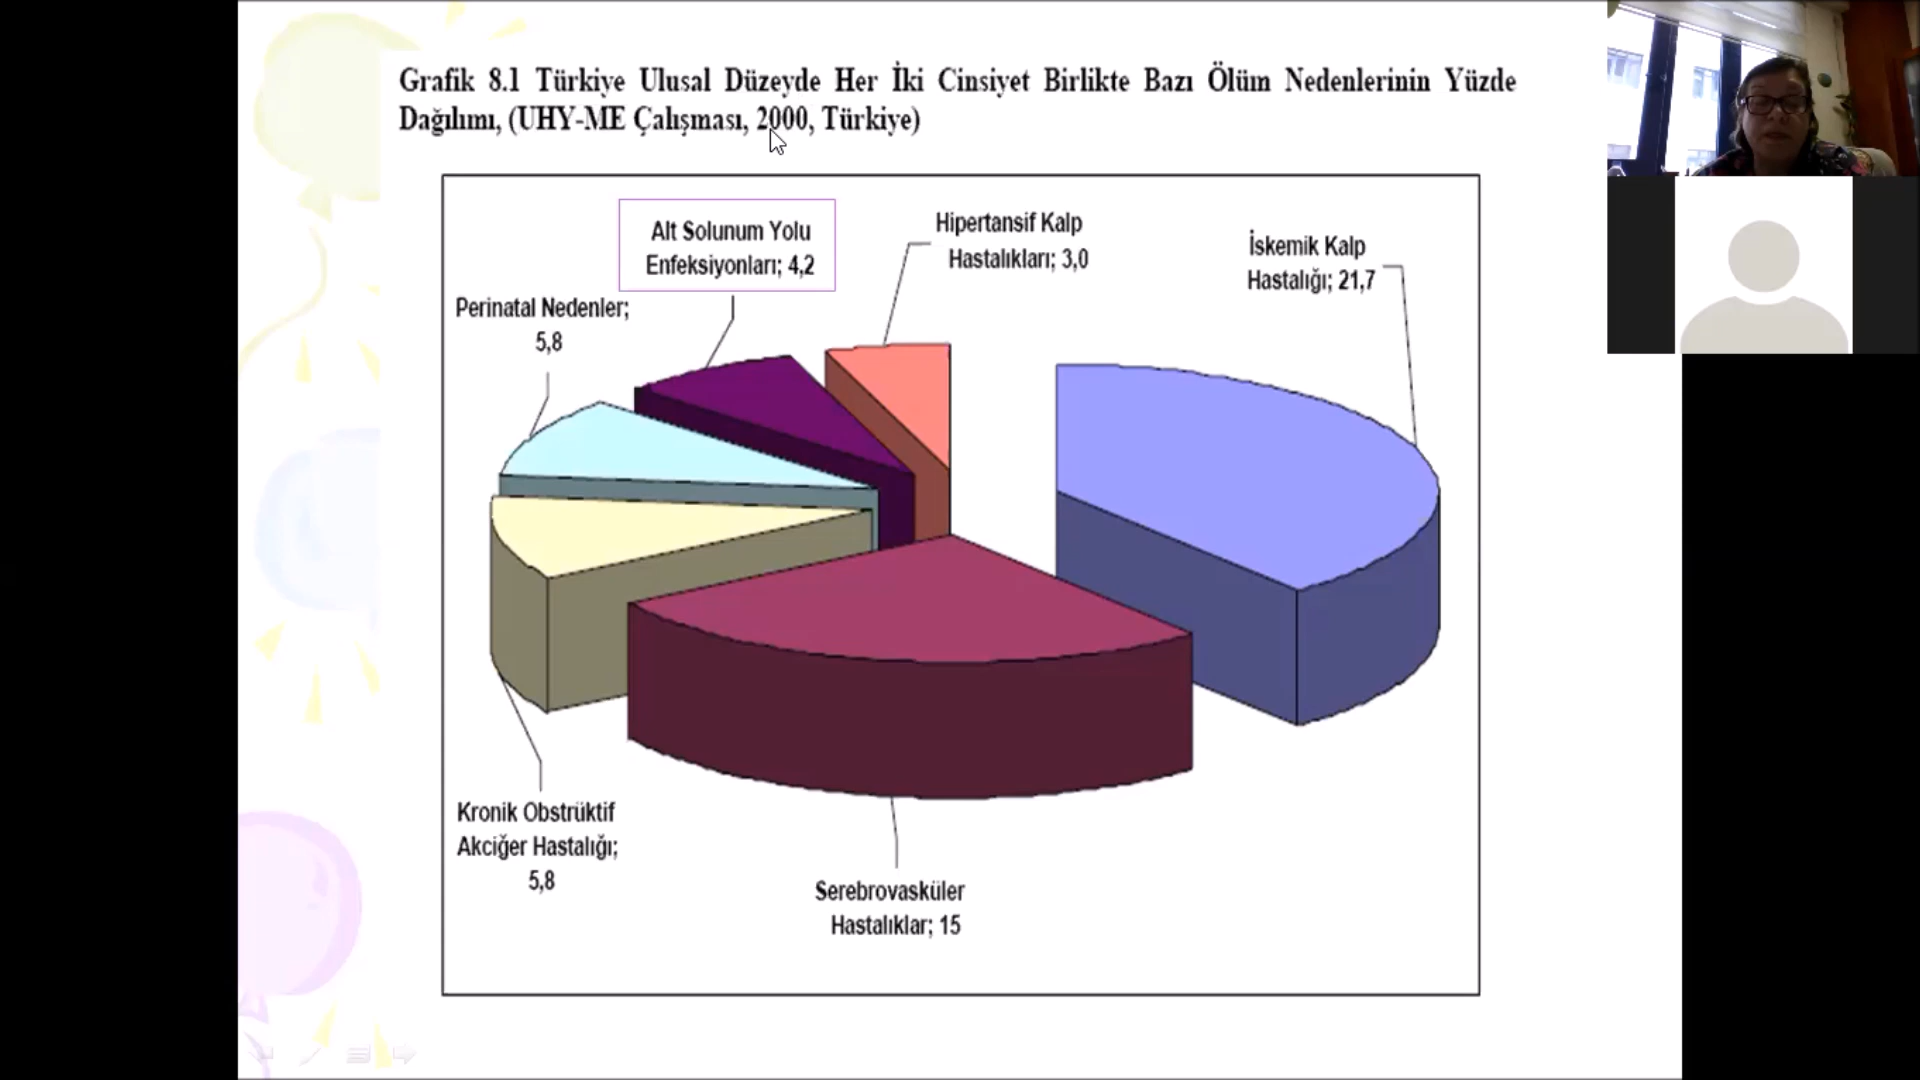 Grafik 8.1 Türkiye Ulusal Düzeyde Her İki Cinsiyet Birlikte Bazı Ölüm Nedenlerinin Yüzde
Dağılımı, (UHY-ME Çalışması, 2000, Türkiye)
Alt Solunum Yolu
Enfeksiyonları; 4,2
Hipertansif Kalp
Hastalıkları; 3,0
İskemik Kalp
Hastalığı; 21,7
Perinatal Nedenler;
5,8
Kronik Obstrüktif
Akciğer Hastalığı;
5,8
Serebrovasküler
Hastalıklar; 15